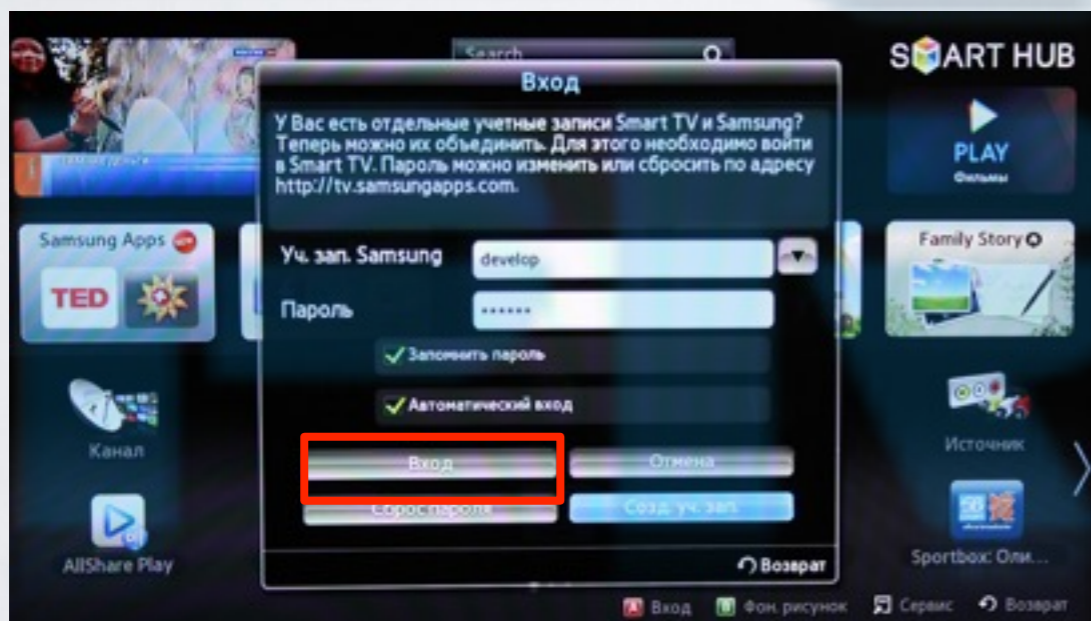 Search
SMART HUB
Вход
У Вас есть отдельные учетные записи Smart TV и Samsung?
Теперь можно их объединить. Для этого необходимо войти
в Smart TV. Пароль можно изменить или сбросить по адресу
http://tv.samsungapps.com.
PLAY
Фильмы
Samsung Apps
TED
Family Story
Уч. зап. Samsung
develop
Пароль
••••••
Запомнить пароль
Автоматический вход
Канал
Источник
Вход
Отмена
Сброс пароля
Созд. уч. зап.
AllShare Play
Sportbox: Оли...
Возврат
A Вход
B Фон. рисунок
Сервис
Возврат